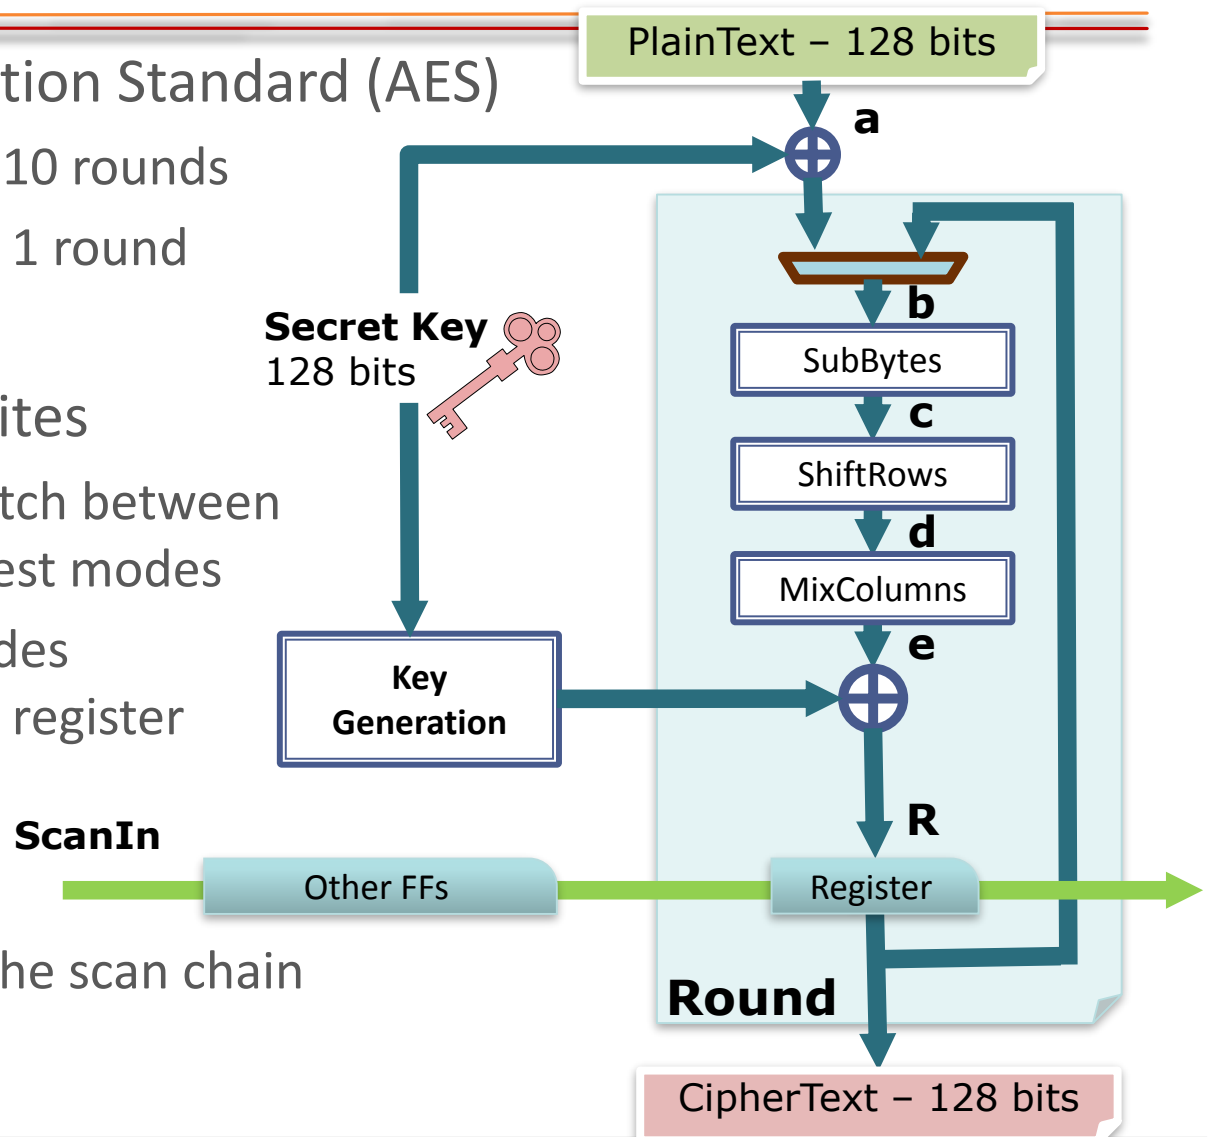 PlainText – 128 bits
tion Standard (AES)
a
10 rounds
1 round
b
Secret Key
128 bits
SubBytes
c
ites
ShiftRows
tch between
d
est modes
MixColumns
e
des
Key
Generation
register
R
ScanIn
Other FFs
Register
he scan chain
Round
CipherText – 128 bits